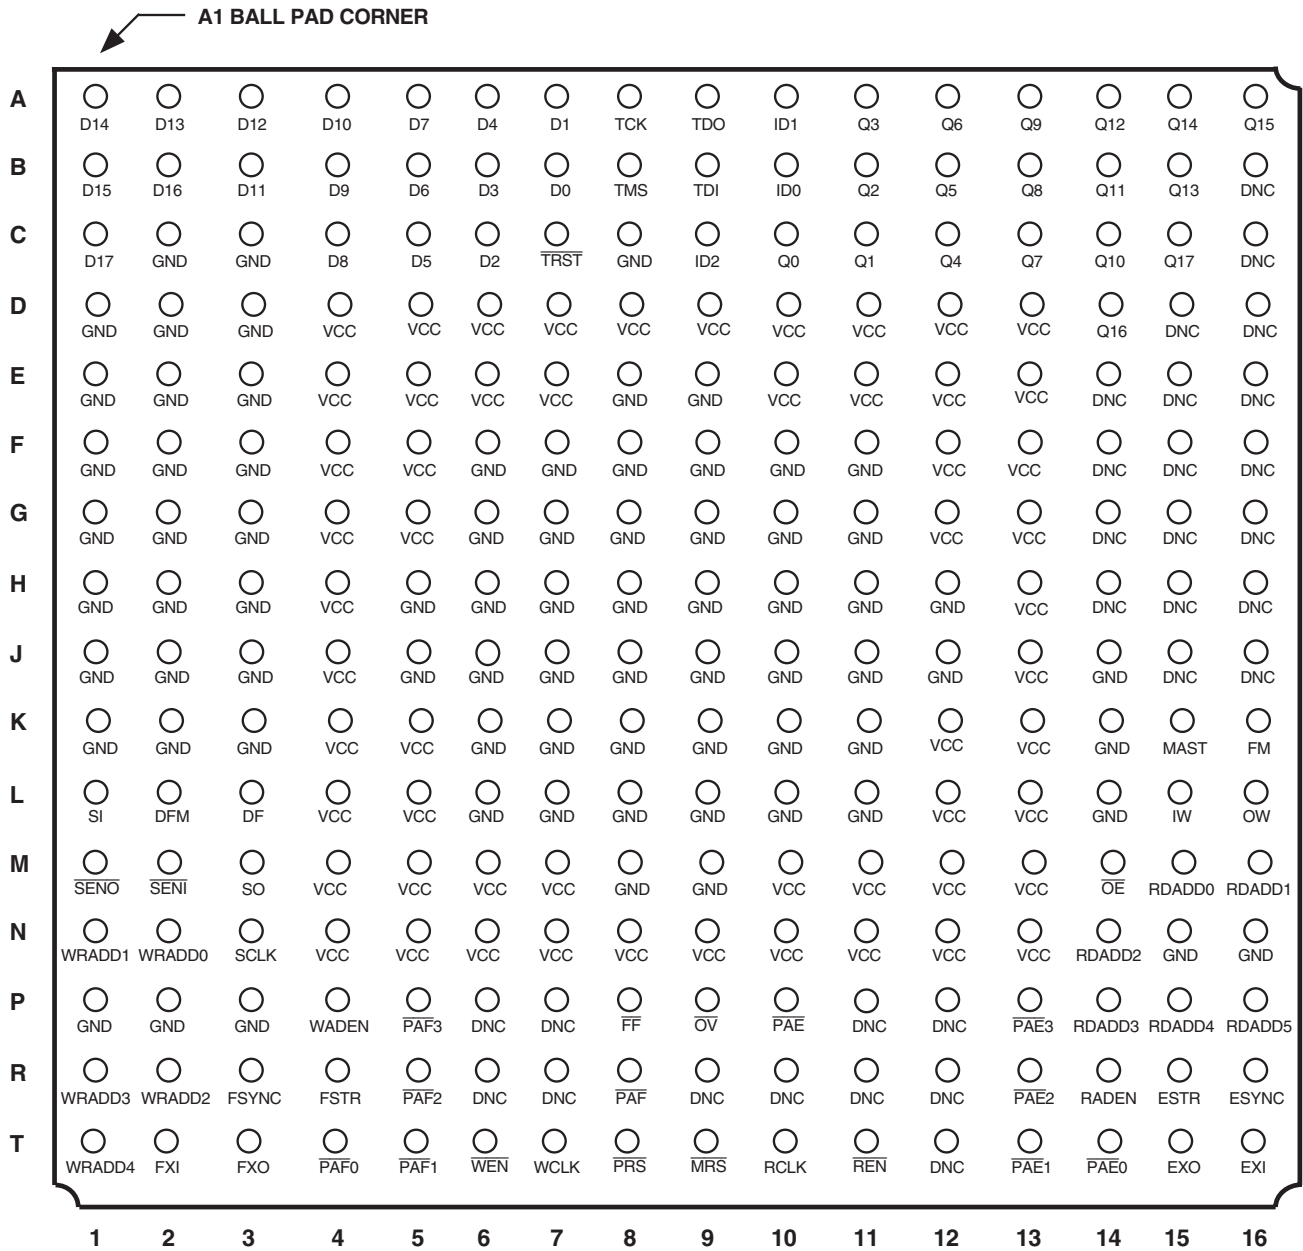 A1 BALL PAD CORNER
A
D14 D13 D12 D10 D7 D4 D1 TCK TDO ID1 Q3 Q6 Q9 Q12 Q14 Q15
B
D15 D16 D11 D9 D6 D3 D0 TMS TDI ID0 Q2 Q5 Q8 Q11 Q13 DNC
C
D17 GND GND D8 D5 D2 TRST GND ID2 Q0 Q1 Q4 Q7 Q10 Q17 DNC
D
GND GND GND VCC VCC VCC VCC VCC VCC VCC VCC VCC VCC Q16 DNC DNC
E
GND GND GND VCC VCC VCC VCC GND GND VCC VCC VCC VCC DNC DNC DNC
F
GND GND GND VCC VCC GND GND GND GND GND GND VCC VCC DNC DNC DNC
G
GND GND GND VCC VCC GND GND GND GND GND GND VCC VCC DNC DNC DNC
H
GND GND GND VCC GND GND GND GND GND GND GND GND VCC DNC DNC DNC
J
GND GND GND VCC GND GND GND GND GND GND GND GND VCC GND DNC DNC
K
GND GND GND VCC VCC GND GND GND GND GND GND VCC VCC GND MAST FM
L
SI DFM DF VCC VCC GND GND GND GND GND GND VCC VCC GND IW OW
M
SENO SENI SO VCC VCC VCC VCC GND GND VCC VCC VCC VCC OE RDADD0 RDADD1
N
WRADD1 WRADD0 SCLK VCC VCC VCC VCC VCC VCC VCC VCC VCC VCC RDADD2 GND GND
P
GND GND GND WADEN PAF3 DNC DNC FF OV PAE DNC DNC PAE3 RDADD3 RDADD4 RDADD5
R
WRADD3 WRADD2 FSYNC FSTR PAF2 DNC DNC PAF DNC DNC DNC DNC PAE2 RADEN ESTR ESYNC
T
WRADD4 FXI FXO PAF0 PAF1 WEN WCLK PRS MRS RCLK REN DNC PAE1 PAE0 EXO EXI
1 2 3 4 5 6 7 8 9 10 11 12 13 14 15 16